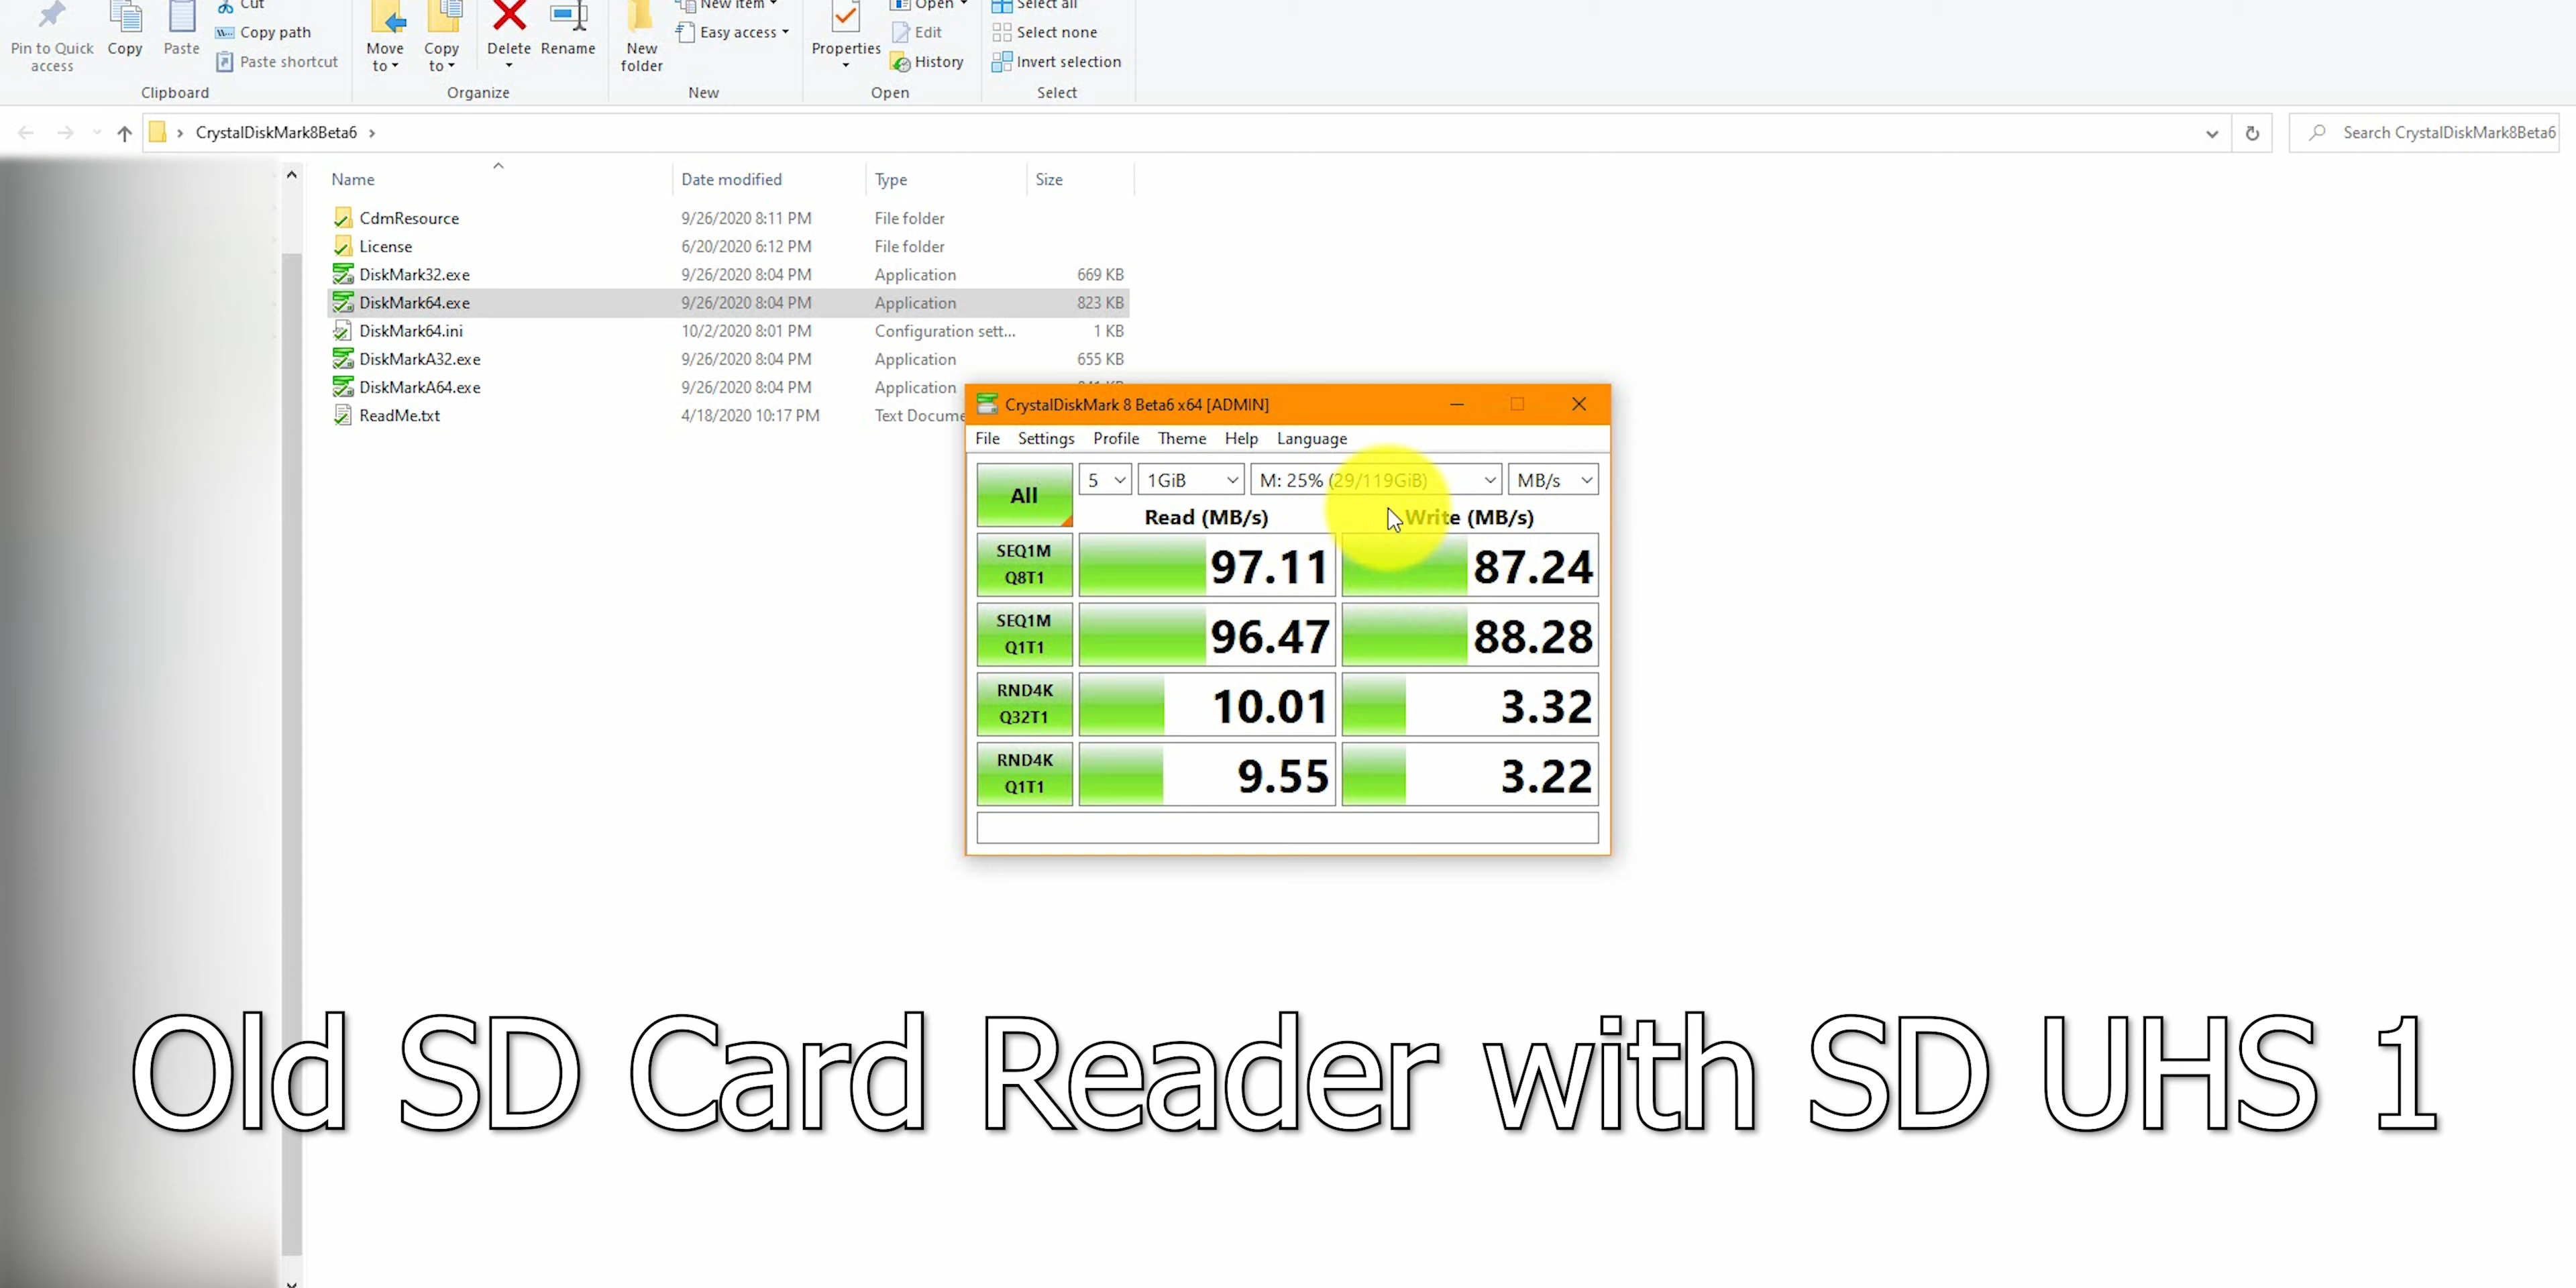 Cut
New item
Open
Select all
Copy path
Easy access
Edit
Select none
Pin to Quick access
Copy
Paste
Paste shortcut
Move to
Copy to
Delete
Rename
New folder
Properties
History
Invert selection
Clipboard
Organize
New
Open
Select
CrystalDiskMark8Beta6
Search CrystalDiskMark8Beta6
Name Date modified Type Size
CdmResource 9/26/2020 8:11 PM File folder
License 6/20/2020 6:12 PM File folder
DiskMark32.exe 9/26/2020 8:04 PM Application 669 KB
DiskMark64.exe 9/26/2020 8:04 PM Application 823 KB
DiskMark64.ini 10/2/2020 8:01 PM Configuration sett... 1 KB
DiskMarkA32.exe 9/26/2020 8:04 PM Application 655 KB
DiskMarkA64.exe 9/26/2020 8:04 PM Application
ReadMe.txt 4/18/2020 10:17 PM Text Docume
CrystalDiskMark 8 Beta6 x64 [ADMIN]
File Settings Profile Theme Help Language
All 5 1GiB M: 25% (29/119GiB) MB/s
Read (MB/s) Write (MB/s)
SEQ1M
Q8T1 97.11 87.24
SEQ1M
Q1T1 96.47 88.28
RND4K
Q32T1 10.01 3.32
RND4K
Q1T1 9.55 3.22
Old SD Card Reader with SD UHS 1